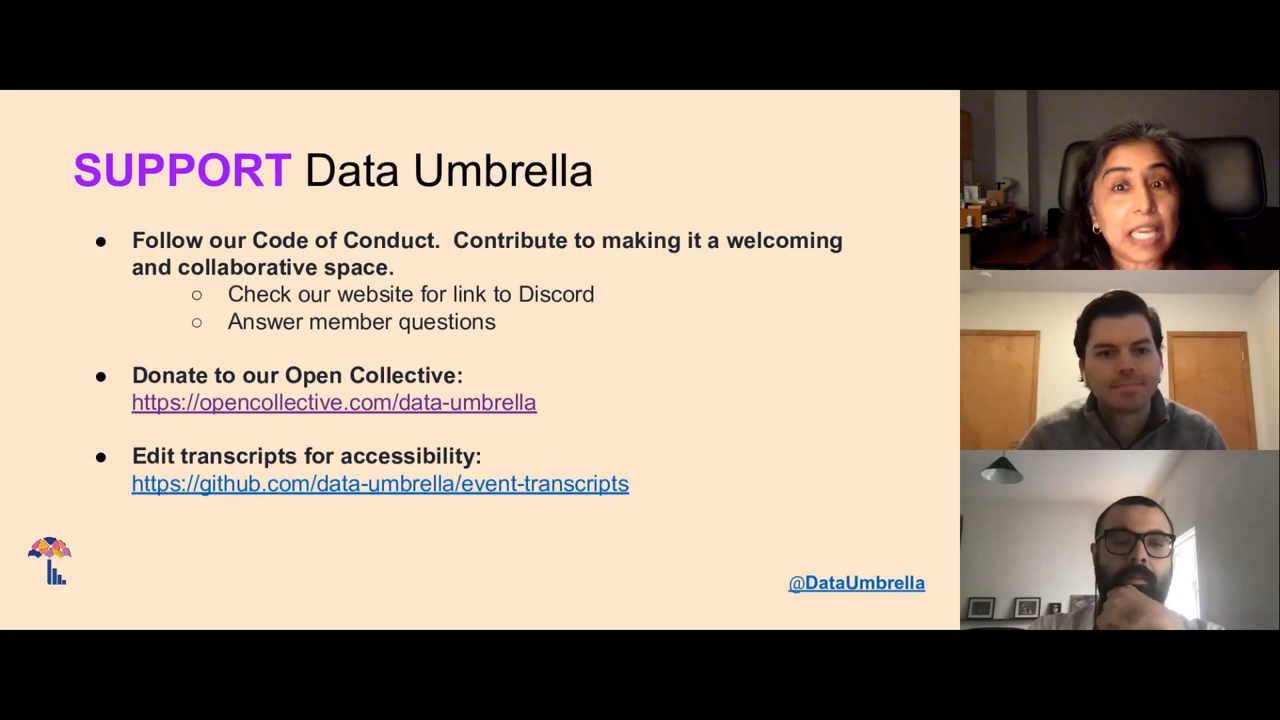 SUPPORT Data Umbrella
● Follow our Code of Conduct.  Contribute to making it a welcoming
and collaborative space.
○ Check our website for link to Discord
○ Answer member questions
● Donate to our Open Collective:
https://opencollective.com/data-umbrella
● Edit transcripts for accessibility:
https://github.com/data-umbrella/event-transcripts
@DataUmbrella